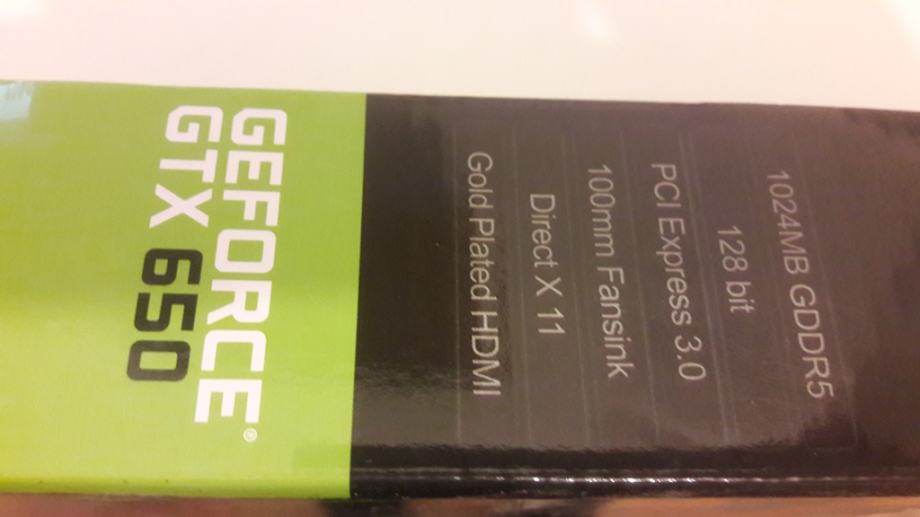 1024MB GDDR5
128 bit
PCI Express 3.0
100mm Fansink
Direct X 11
Gold Plated HDMI
GEFORCE®
GTX 650